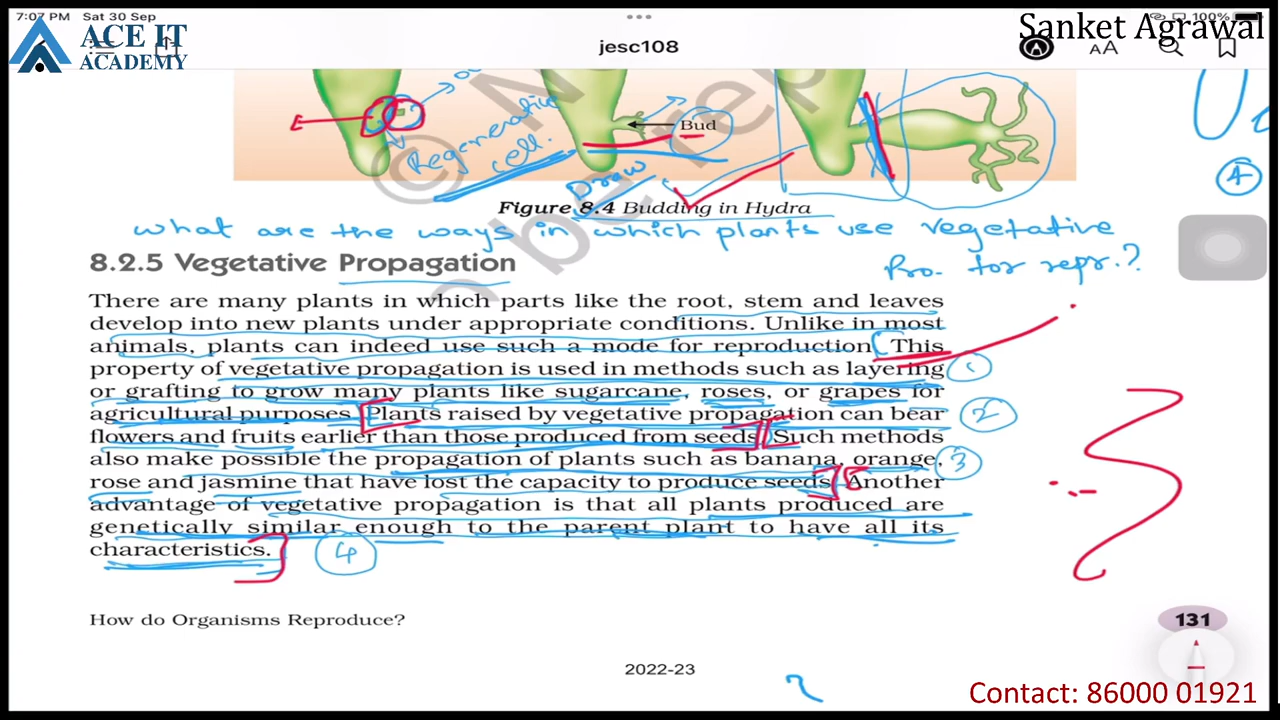 7:07 PM Sat 30 Sep
100%
Sanket Agrawal
ACE IT
ACADEMY
jesc108
AA
Regenerative
cell.
Bud
Draw
4
Figure 8.4 Budding in Hydra
what are the ways in which plants use vegetative
Pro. for repr.?
8.2.5 Vegetative Propagation
There are many plants in which parts like the root, stem and leaves
develop into new plants under appropriate conditions. Unlike in most
animals, plants can indeed use such a mode for reproduction. This
property of vegetative propagation is used in methods such as layering
1
or grafting to grow many plants like sugarcane, roses, or grapes for
agricultural purposes. Plants raised by vegetative propagation can bear
2
flowers and fruits earlier than those produced from seeds. Such methods
also make possible the propagation of plants such as banana, orange,
3
rose and jasmine that have lost the capacity to produce seeds. Another
advantage of vegetative propagation is that all plants produced are
genetically similar enough to the parent plant to have all its
characteristics.
4
How do Organisms Reproduce?
131
2022-23
Contact: 86000 01921